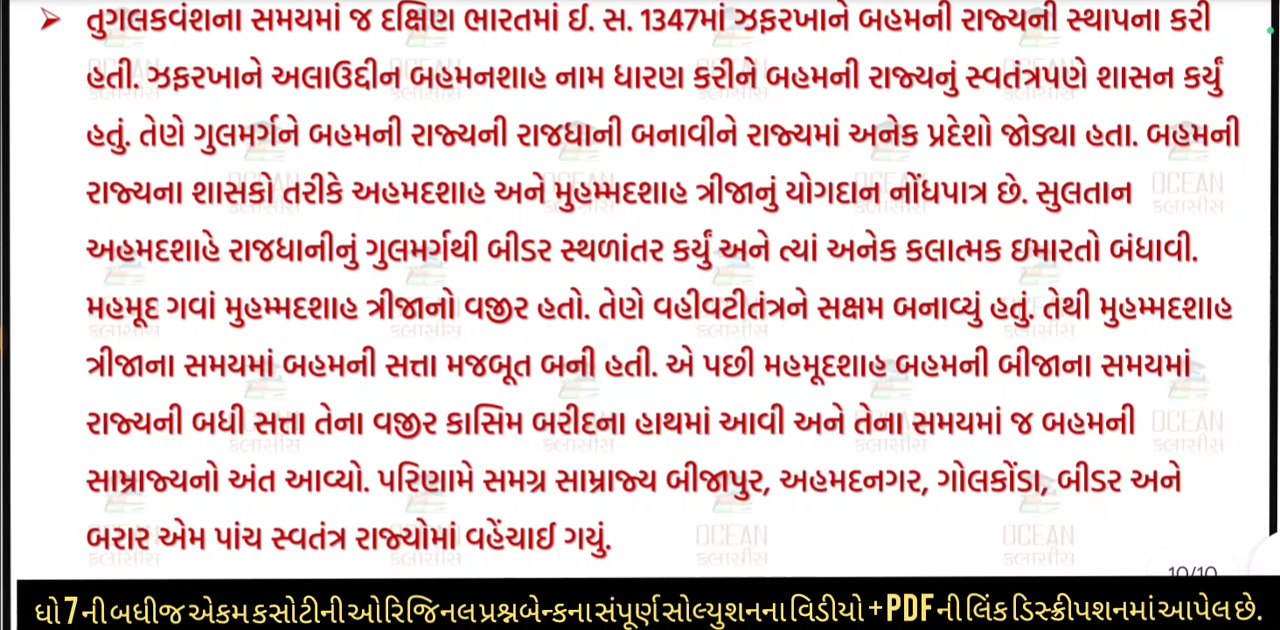 ➤ તુગલકવંશના સમયમાં જ દક્ષિણ ભારતમાં ઈ. સ. 1347માં ઝફરખાને બહમની રાજ્યની સ્થાપના કરી
હતી. ઝફરખાને અલાઉદ્દીન બહમનશાહ નામ ધારણ કરીને બહમની રાજ્યનું સ્વતંત્રપણે શાસન કર્યું
હતું. તેણે ગુલમર્ગને બહમની રાજ્યની રાજધાની બનાવીને રાજ્યમાં અનેક પ્રદેશો જોડ્યા હતા. બહમની
રાજ્યના શાસકો તરીકે અહમદશાહ અને મુહમ્મદશાહ ત્રીજાનું યોગદાન નોંધપાત્ર છે. સુલતાન
અહમદશાહે રાજધાનીનું ગુલમર્ગથી બીડર સ્થળાંતર કર્યું અને ત્યાં અનેક કલાત્મક ઇમારતો બંધાવી.
મહમૂદ ગવાં મુહમ્મદશાહ ત્રીજાનો વજીર હતો. તેણે વહીવટીતંત્રને સક્ષમ બનાવ્યું હતું. તેથી મુહમ્મદશાહ
ત્રીજાના સમયમાં બહમની સત્તા મજબૂત બની હતી. એ પછી મહમૂદશાહ બહમની બીજાના સમયમાં
રાજ્યની બધી સત્તા તેના વજીર કાસિમ બરીદના હાથમાં આવી અને તેના સમયમાં જ બહમની
સામ્રાજ્યનો અંત આવ્યો. પરિણામે સમગ્ર સામ્રાજ્ય બીજાપુર, અહમદનગર, ગોલકોંડા, બીડર અને
બરાર એમ પાંચ સ્વતંત્ર રાજ્યોમાં વહેંચાઈ ગયું.
OCEAN
ક્લાસીસ
10/10
ધો 7 ની બધીજ એકમ કસોટીની ઓરિજિનલ પ્રશ્નબેન્કના સંપૂર્ણ સોલ્યુશનના વિડીયો + PDF ની લિંક ડિસ્ક્રીપશનમાં આપેલ છે.